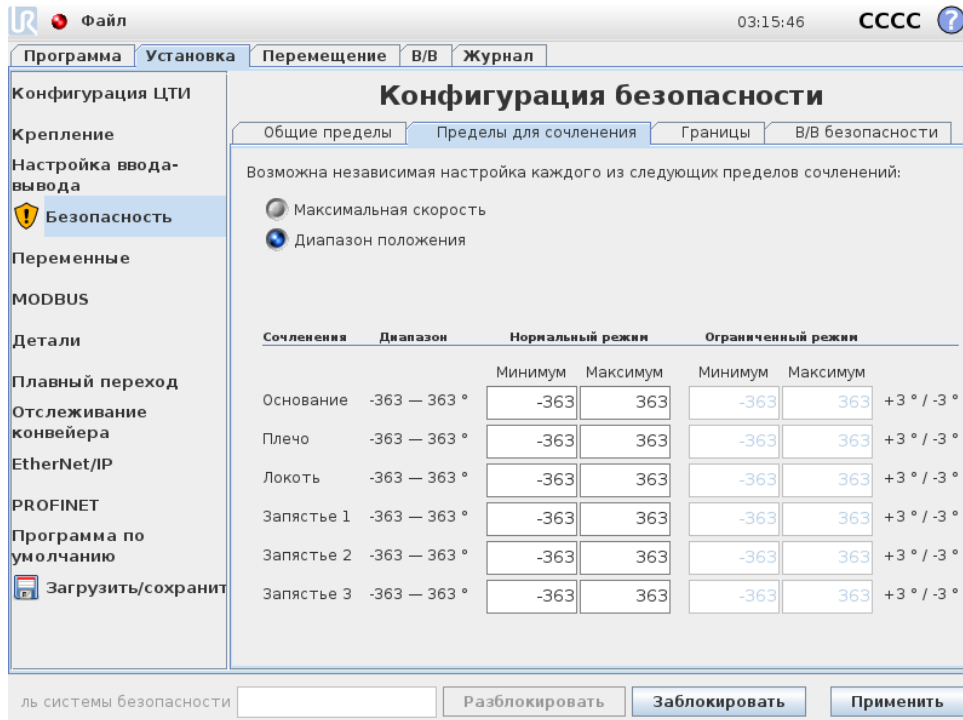 UR Файл 03:15:46 CCCC ?
Программа Установка Перемещение В/В Журнал
Конфигурация ЦТИ
Крепление
Настройка ввода-
вывода
Безопасность
Переменные
MODBUS
Детали
Плавный переход
Отслеживание
конвейера
EtherNet/IP
PROFINET
Программа по
умолчанию
Загрузить/сохранит
Конфигурация безопасности
Общие пределы Пределы для сочленения Границы В/В безопасности
Возможна независимая настройка каждого из следующих пределов сочленений:
Максимальная скорость
Диапазон положения
Сочленения Диапазон Нормальный режим Ограниченный режим
Минимум Максимум Минимум Максимум
Основание -363 — 363 ° -363 363 -363 363 +3 ° / -3 °
Плечо -363 — 363 ° -363 363 -363 363 +3 ° / -3 °
Локоть -363 — 363 ° -363 363 -363 363 +3 ° / -3 °
Запястье 1 -363 — 363 ° -363 363 -363 363 +3 ° / -3 °
Запястье 2 -363 — 363 ° -363 363 -363 363 +3 ° / -3 °
Запястье 3 -363 — 363 ° -363 363 -363 363 +3 ° / -3 °
ль системы безопасности Разблокировать Заблокировать Применить